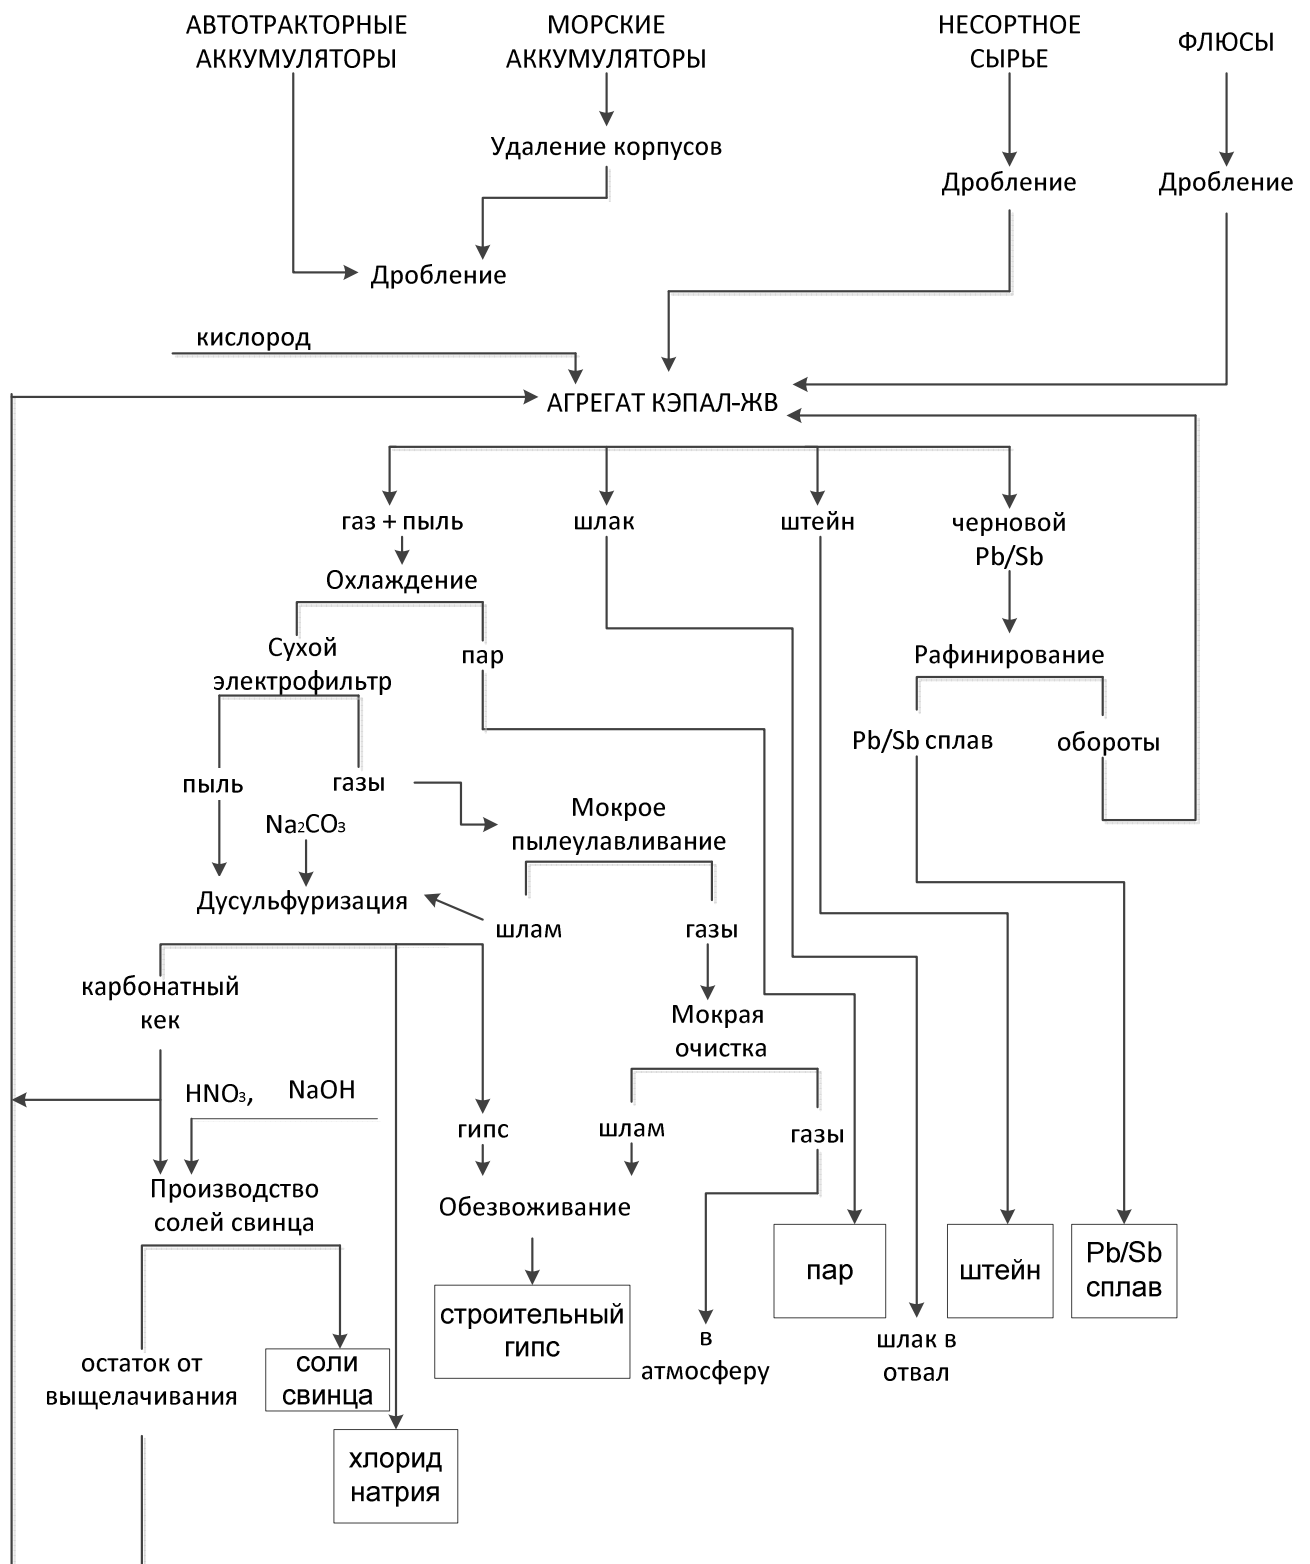 АВТОТРАКТОРНЫЕ
АККУМУЛЯТОРЫ
МОРСКИЕ
АККУМУЛЯТОРЫ
НЕСОРТНОЕ
СЫРЬЕ
ФЛЮСЫ
Удаление корпусов
Дробление
Дробление
Дробление
кислород
АГРЕГАТ КЭПАЛ-ЖВ
газ + пыль
шлак
штейн
черновой
Pb/Sb
Охлаждение
Сухой
электрофильтр
пар
Рафинирование
Pb/Sb сплав
обороты
пыль
газы
Na₂CO₃
Мокрое
пылеулавливание
Дусульфуризация
шлам
газы
карбонатный
кек
Мокрая
очистка
HNO₃,
NaOH
гипс
шлам
газы
Производство
солей свинца
Обезвоживание
пар
штейн
Pb/Sb
сплав
строительный
гипс
в
атмосферу
шлак в
отвал
остаток от
выщелачивания
соли
свинца
хлорид
натрия